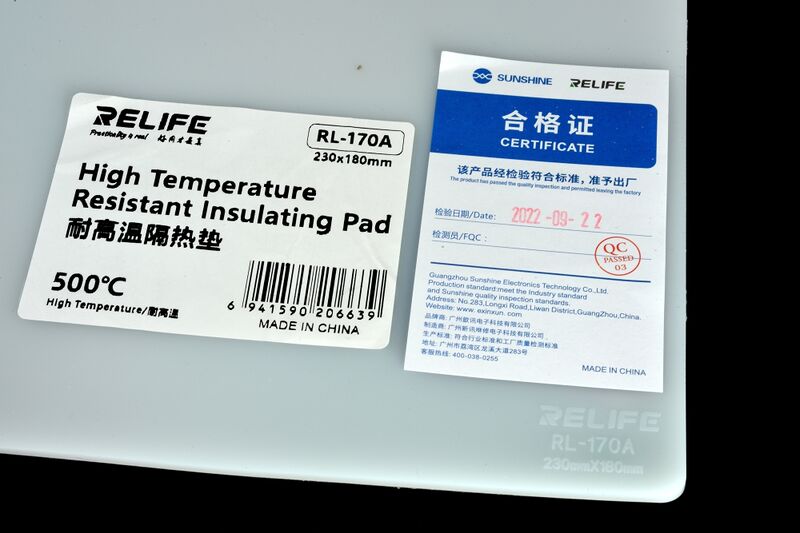 RELIFE
Practicality is real 好用才是真
RL-170A
230x180mm
High Temperature
Resistant Insulating Pad
耐高温隔热垫
500℃
High Temperature/耐高温
6 941590 206639
MADE IN CHINA
SUNSHINE RELIFE
合格证
CERTIFICATE
该产品经检验符合标准，准予出厂
The product has passed the quality inspection and permitted leaving the factory
检验日期/Date: 2022-09-22
检测员/FQC:
QC
PASSED
03
Guangzhou Sunshine Electronics Technology Co.,Ltd.
Production standard:meet the Industry standard
and Sunshine quality inspection standards.
Address: No.283,Longxi Road,Liwan District,GuangZhou,China.
Website: www.exinxun.com
品牌商: 广州歆讯电子科技有限公司
制造商: 广州新讯维修电子科技有限公司
生产标准: 符合行业标准和工厂质量检测标准
地址: 广州市荔湾区龙溪大道283号
客服热线: 400-038-0255
MADE IN CHINA
RELIFE
RL-170A
230mmX180mm